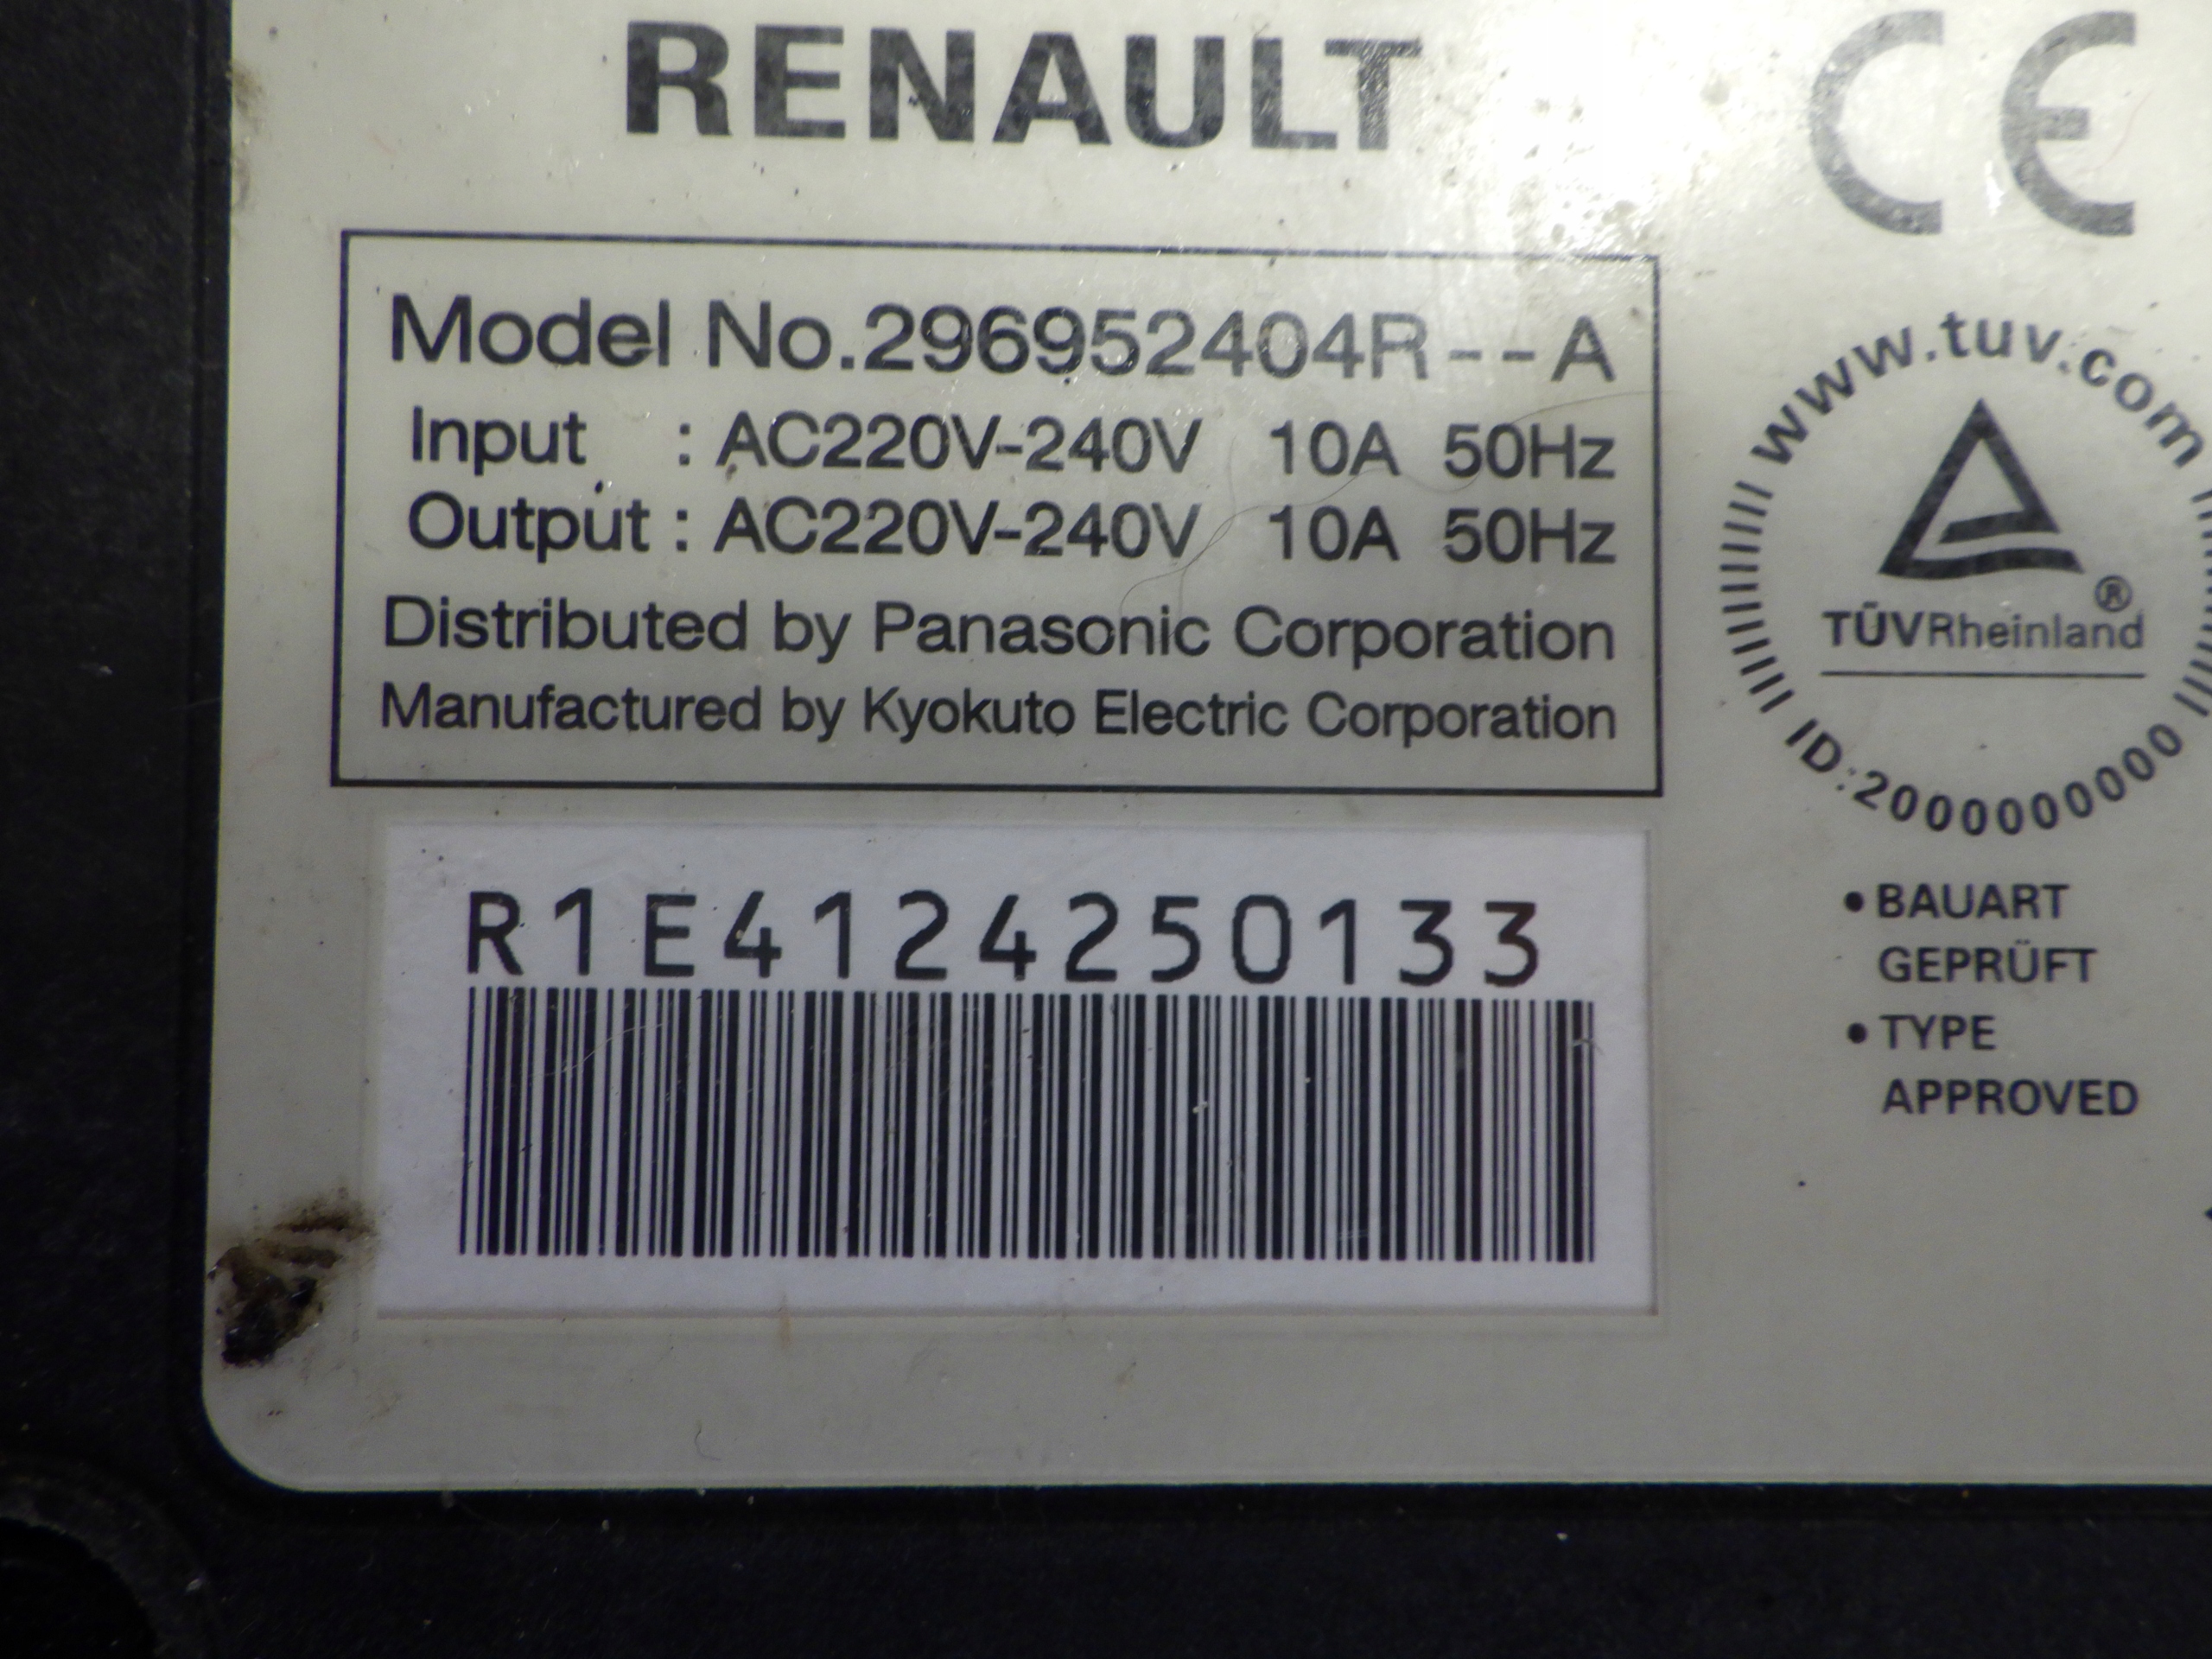 RENAULT
CE
Model No.296952404R--A
Input : AC220V-240V 10A 50Hz
Output : AC220V-240V 10A 50Hz
Distributed by Panasonic Corporation
Manufactured by Kyokuto Electric Corporation
R1E4124250133
www.tuv.com
TÜVRheinland®
ID:2000000000
• BAUART
GEPRÜFT
• TYPE
APPROVED